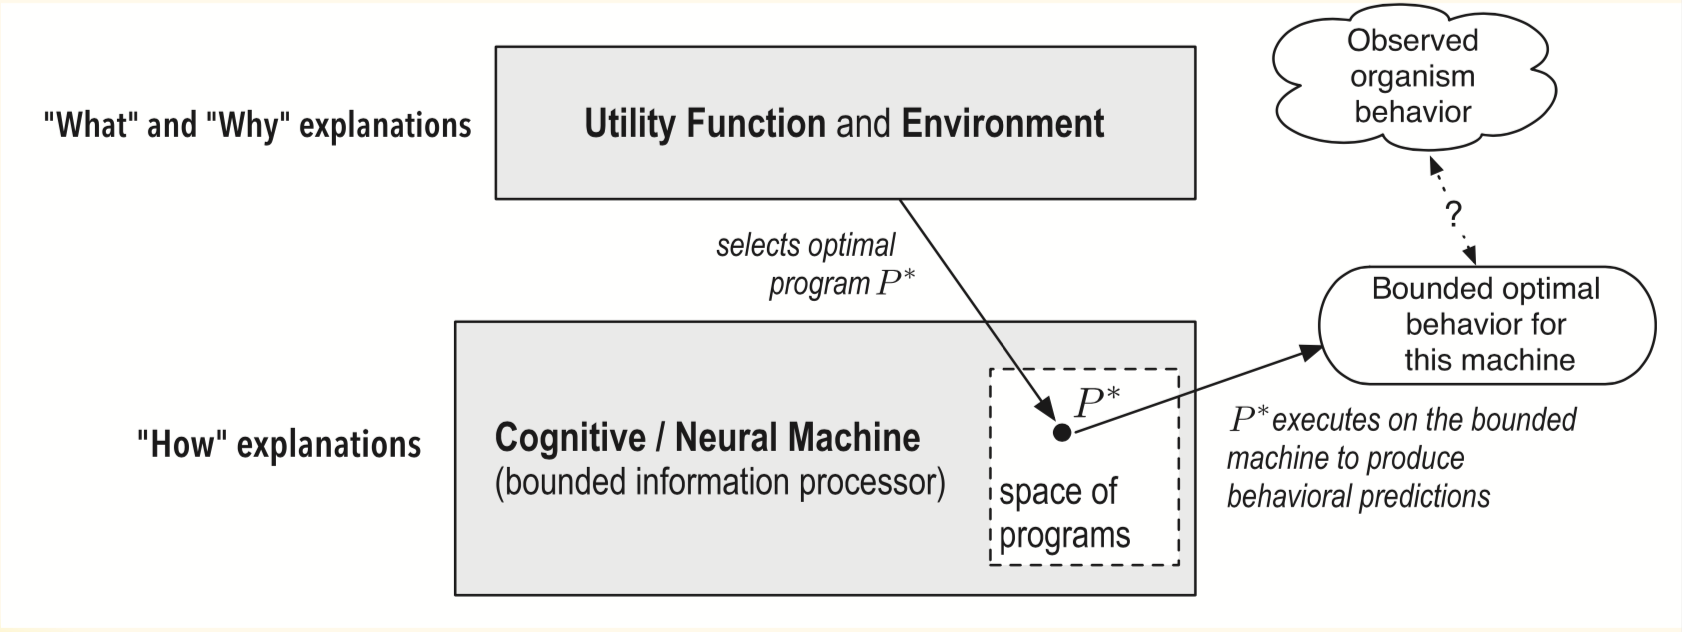 "What" and "Why" explanations
Utility Function and Environment
Observed
organism
behavior
?
selects optimal
program P*
Bounded optimal
behavior for
this machine
"How" explanations
Cognitive / Neural Machine
(bounded information processor)
P*
space of
programs
P* executes on the bounded
machine to produce
behavioral predictions